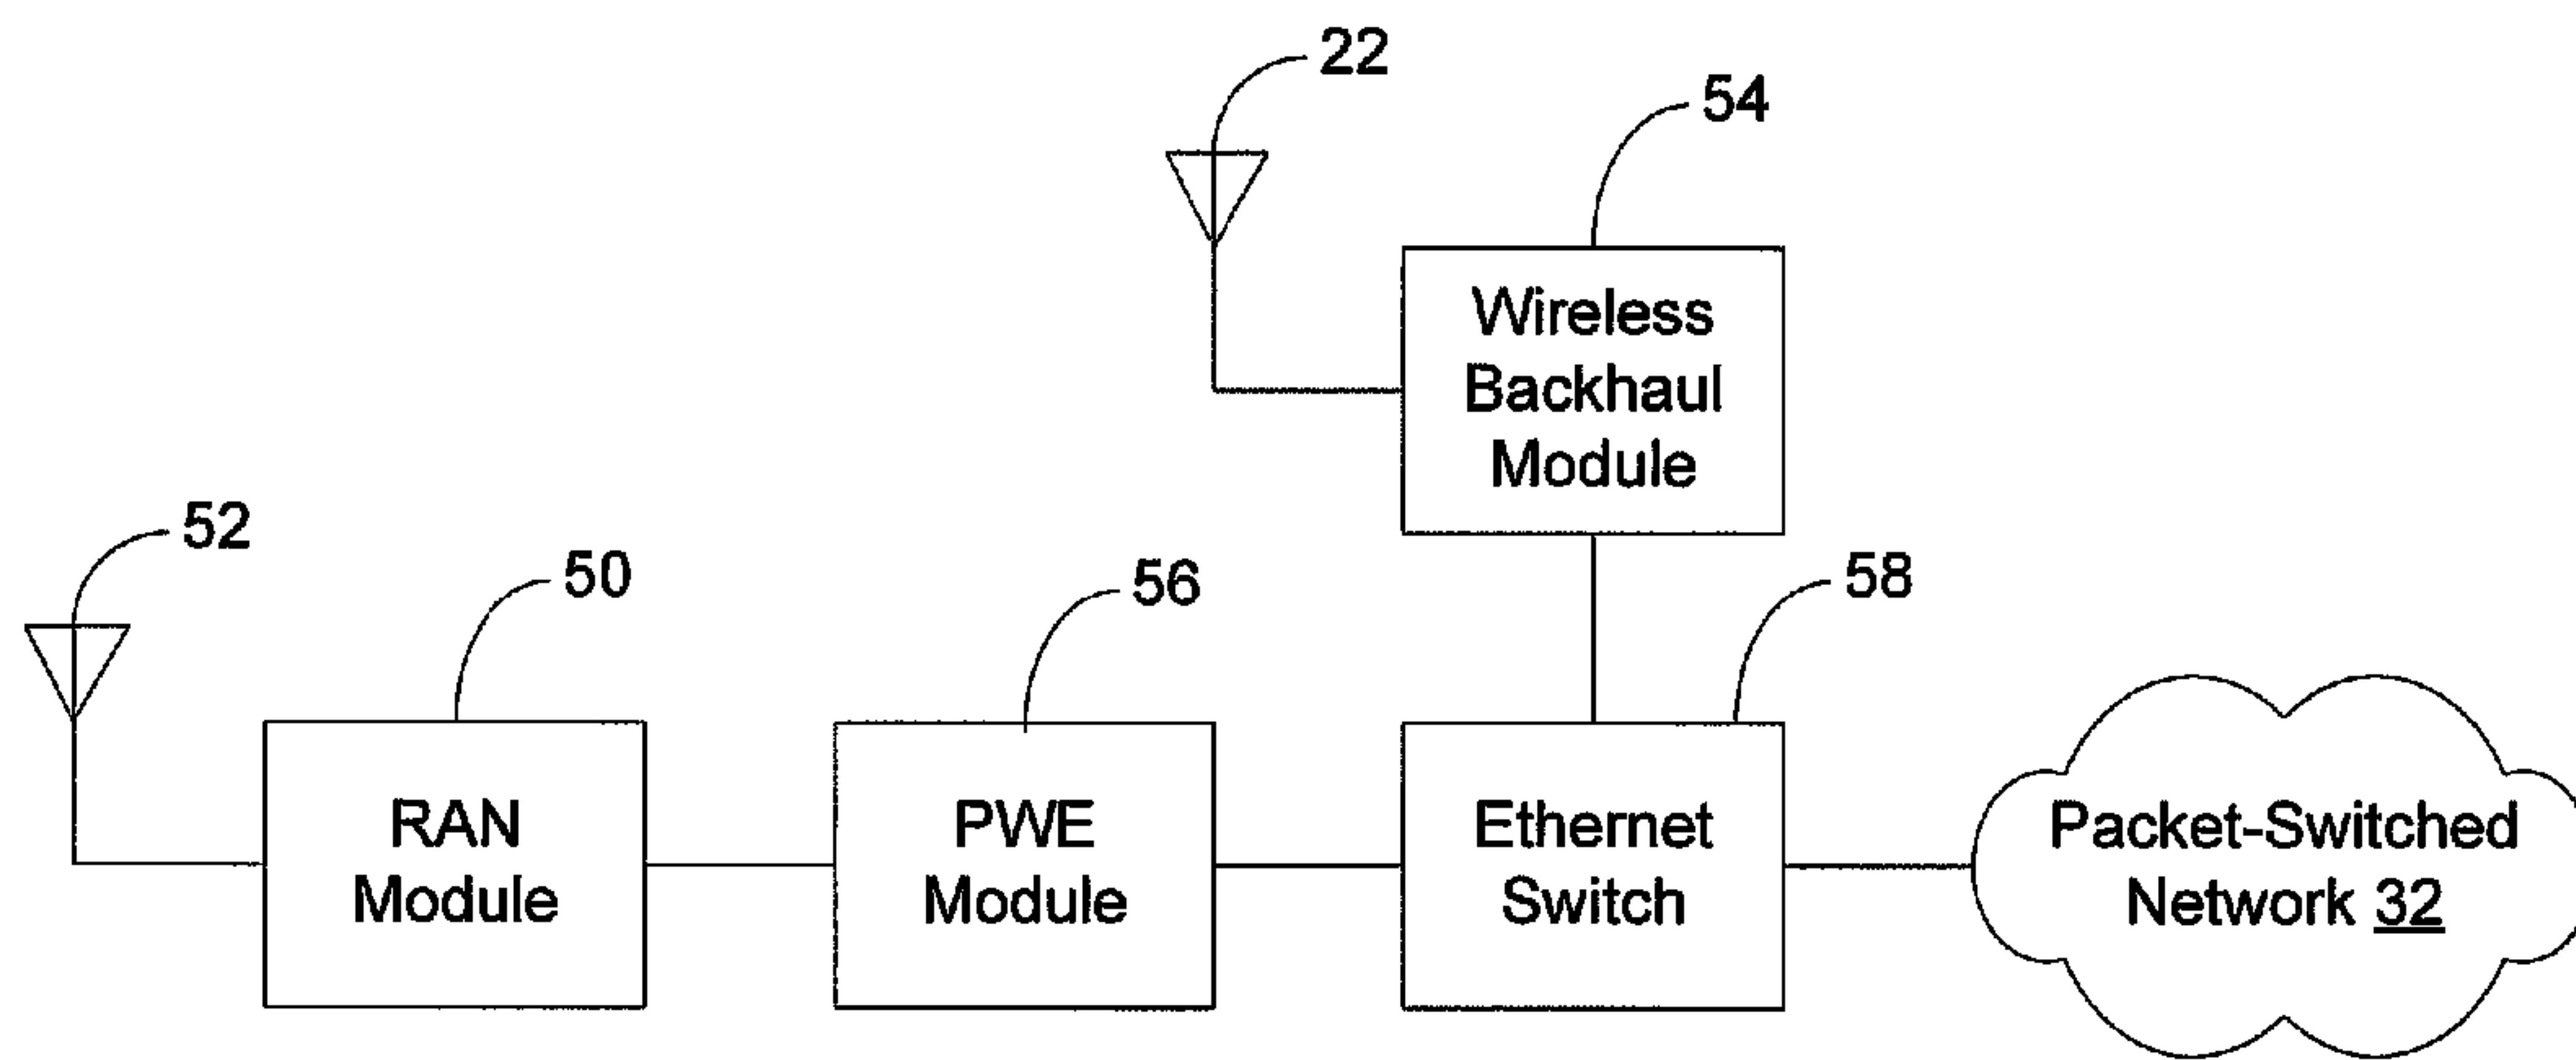 22
54
Wireless
Backhaul
Module
52
50
56
58
RAN
Module
PWE
Module
Ethernet
Switch
Packet-Switched
Network 32